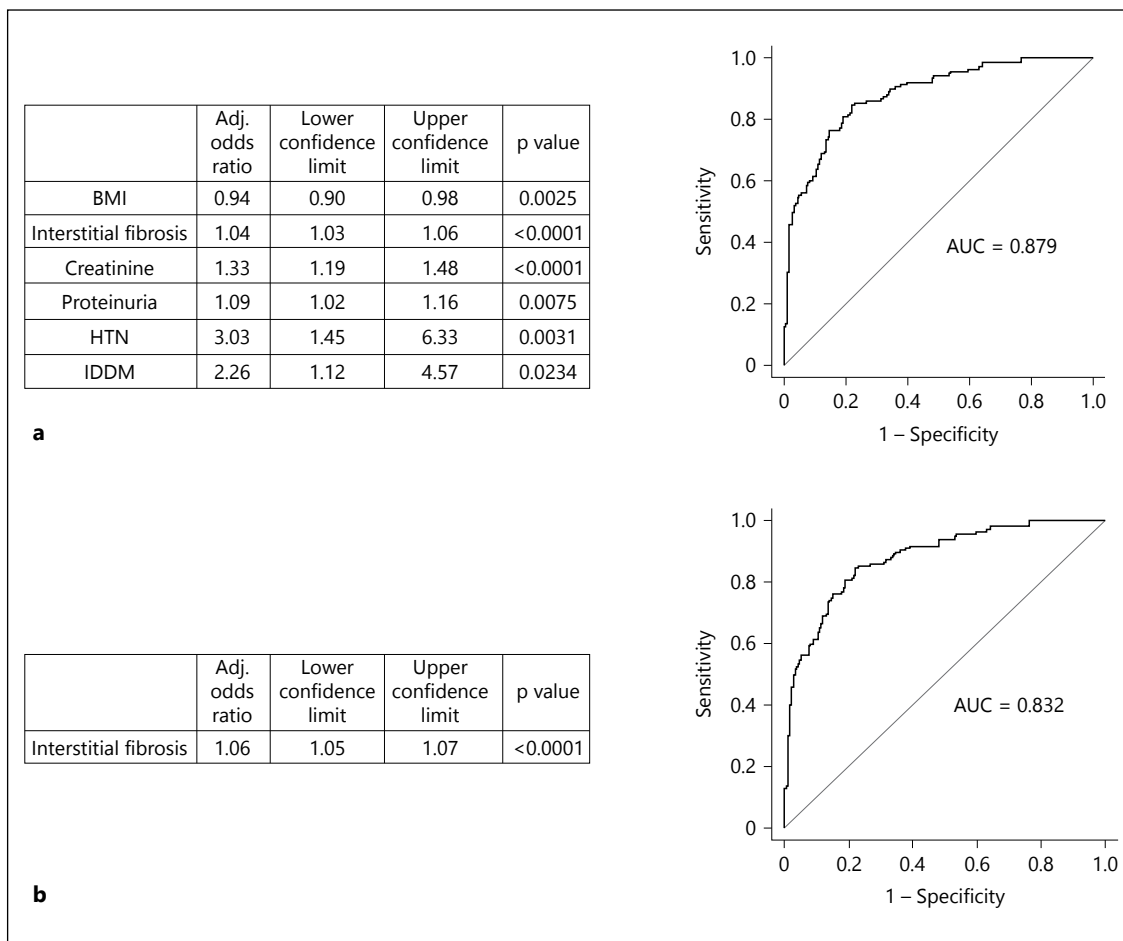 Adj. odds ratio Lower confidence limit Upper confidence limit p value
BMI 0.94 0.90 0.98 0.0025
Interstitial fibrosis 1.04 1.03 1.06 <0.0001
Creatinine 1.33 1.19 1.48 <0.0001
Proteinuria 1.09 1.02 1.16 0.0075
HTN 3.03 1.45 6.33 0.0031
IDDM 2.26 1.12 4.57 0.0234
a
1.0
0.8
0.6
0.4
0.2
0
Sensitivity
AUC = 0.879
0 0.2 0.4 0.6 0.8 1.0
1 – Specificity
Adj. odds ratio Lower confidence limit Upper confidence limit p value
Interstitial fibrosis 1.06 1.05 1.07 <0.0001
b
1.0
0.8
0.6
0.4
0.2
0
Sensitivity
AUC = 0.832
0 0.2 0.4 0.6 0.8 1.0
1 – Specificity